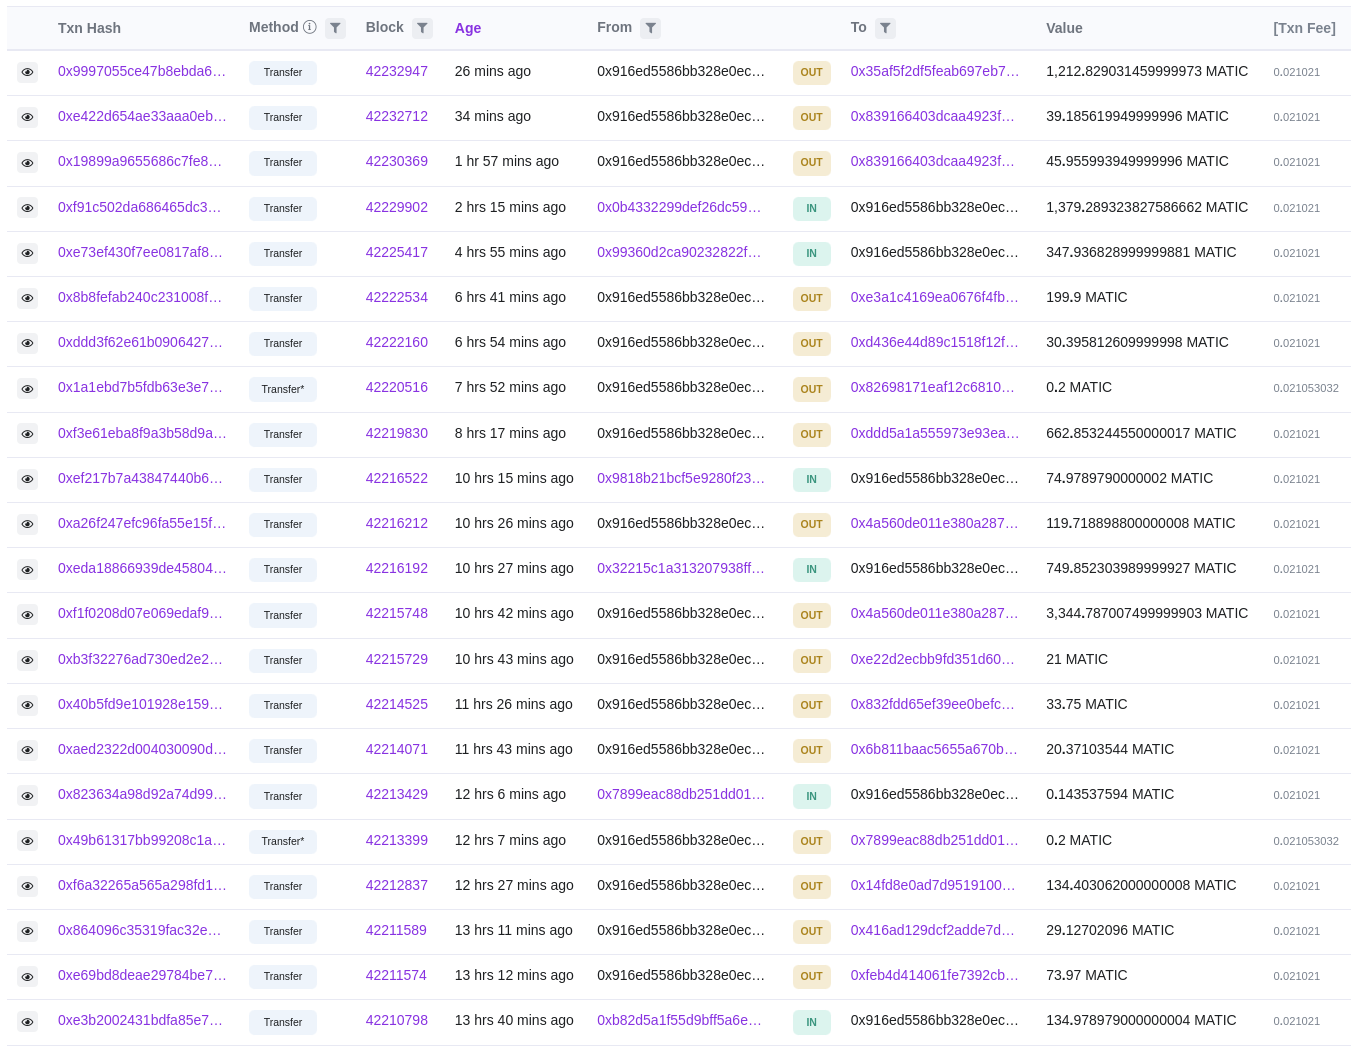 Txn Hash Method Block Age From To Value [Txn Fee]
0x9997055ce47b8ebda6... Transfer 42232947 26 mins ago 0x916ed5586bb328e0ec... OUT 0x35af5f2df5feab697eb7... 1,212.829031459999973 MATIC 0.021021
0xe422d654ae33aaa0eb... Transfer 42232712 34 mins ago 0x916ed5586bb328e0ec... OUT 0x839166403dcaa4923f... 39.185619949999996 MATIC 0.021021
0x19899a9655686c7fe8... Transfer 42230369 1 hr 57 mins ago 0x916ed5586bb328e0ec... OUT 0x839166403dcaa4923f... 45.955993949999996 MATIC 0.021021
0xf91c502da686465dc3... Transfer 42229902 2 hrs 15 mins ago 0x0b4332299def26dc59... IN 0x916ed5586bb328e0ec... 1,379.289323827586662 MATIC 0.021021
0xe73ef430f7ee0817af8... Transfer 42225417 4 hrs 55 mins ago 0x99360d2ca90232822f... IN 0x916ed5586bb328e0ec... 347.936828999999881 MATIC 0.021021
0x8b8fefab240c231008f... Transfer 42222534 6 hrs 41 mins ago 0x916ed5586bb328e0ec... OUT 0xe3a1c4169ea0676f4fb... 199.9 MATIC 0.021021
0xddd3f62e61b0906427... Transfer 42222160 6 hrs 54 mins ago 0x916ed5586bb328e0ec... OUT 0xd436e44d89c1518f12f... 30.395812609999998 MATIC 0.021021
0x1a1ebd7b5fdb63e3e7... Transfer* 42220516 7 hrs 52 mins ago 0x916ed5586bb328e0ec... OUT 0x82698171eaf12c6810... 0.2 MATIC 0.021053032
0xf3e61eba8f9a3b58d9a... Transfer 42219830 8 hrs 17 mins ago 0x916ed5586bb328e0ec... OUT 0xddd5a1a555973e93ea... 662.853244550000017 MATIC 0.021021
0xef217b7a43847440b6... Transfer 42216522 10 hrs 15 mins ago 0x9818b21bcf5e9280f23... IN 0x916ed5586bb328e0ec... 74.9789790000002 MATIC 0.021021
0xa26f247efc96fa55e15f... Transfer 42216212 10 hrs 26 mins ago 0x916ed5586bb328e0ec... OUT 0x4a560de011e380a287... 119.718898800000008 MATIC 0.021021
0xeda18866939de45804... Transfer 42216192 10 hrs 27 mins ago 0x32215c1a313207938ff... IN 0x916ed5586bb328e0ec... 749.852303989999927 MATIC 0.021021
0xf1f0208d07e069edaf9... Transfer 42215748 10 hrs 42 mins ago 0x916ed5586bb328e0ec... OUT 0x4a560de011e380a287... 3,344.787007499999903 MATIC 0.021021
0xb3f32276ad730ed2e2... Transfer 42215729 10 hrs 43 mins ago 0x916ed5586bb328e0ec... OUT 0xe22d2ecbb9fd351d60... 21 MATIC 0.021021
0x40b5fd9e101928e159... Transfer 42214525 11 hrs 26 mins ago 0x916ed5586bb328e0ec... OUT 0x832fdd65ef39ee0befc... 33.75 MATIC 0.021021
0xaed2322d004030090d... Transfer 42214071 11 hrs 43 mins ago 0x916ed5586bb328e0ec... OUT 0x6b811baac5655a670b... 20.37103544 MATIC 0.021021
0x823634a98d92a74d99... Transfer 42213429 12 hrs 6 mins ago 0x7899eac88db251dd01... IN 0x916ed5586bb328e0ec... 0.143537594 MATIC 0.021021
0x49b61317bb99208c1a... Transfer* 42213399 12 hrs 7 mins ago 0x916ed5586bb328e0ec... OUT 0x7899eac88db251dd01... 0.2 MATIC 0.021053032
0xf6a32265a565a298fd1... Transfer 42212837 12 hrs 27 mins ago 0x916ed5586bb328e0ec... OUT 0x14fd8e0ad7d9519100... 134.403062000000008 MATIC 0.021021
0x864096c35319fac32e... Transfer 42211589 13 hrs 11 mins ago 0x916ed5586bb328e0ec... OUT 0x416ad129dcf2adde7d... 29.12702096 MATIC 0.021021
0xe69bd8deae29784be7... Transfer 42211574 13 hrs 12 mins ago 0x916ed5586bb328e0ec... OUT 0xfeb4d414061fe7392cb... 73.97 MATIC 0.021021
0xe3b2002431bdfa85e7... Transfer 42210798 13 hrs 40 mins ago 0xb82d5a1f55d9bff5a6e... IN 0x916ed5586bb328e0ec... 134.978979000000004 MATIC 0.021021